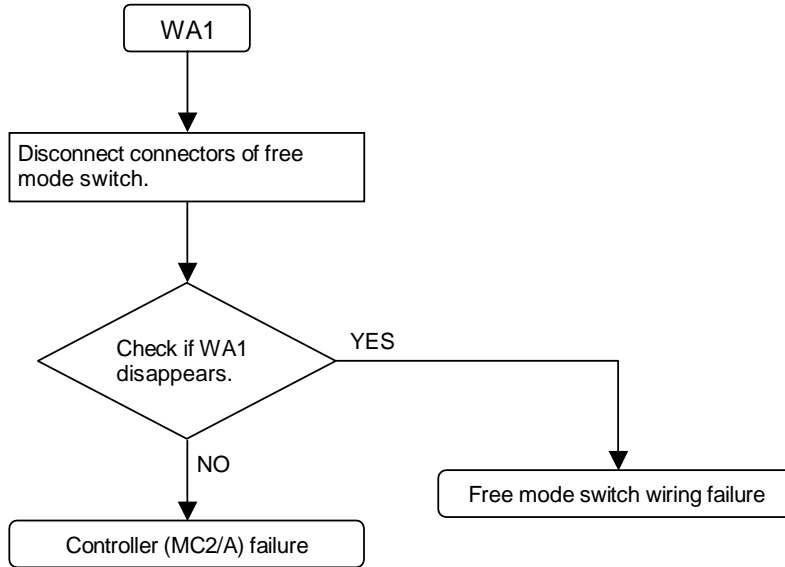 WA1
Disconnect connectors of free
mode switch.
Check if WA1
disappears.
YES
NO
Free mode switch wiring failure
Controller (MC2/A) failure